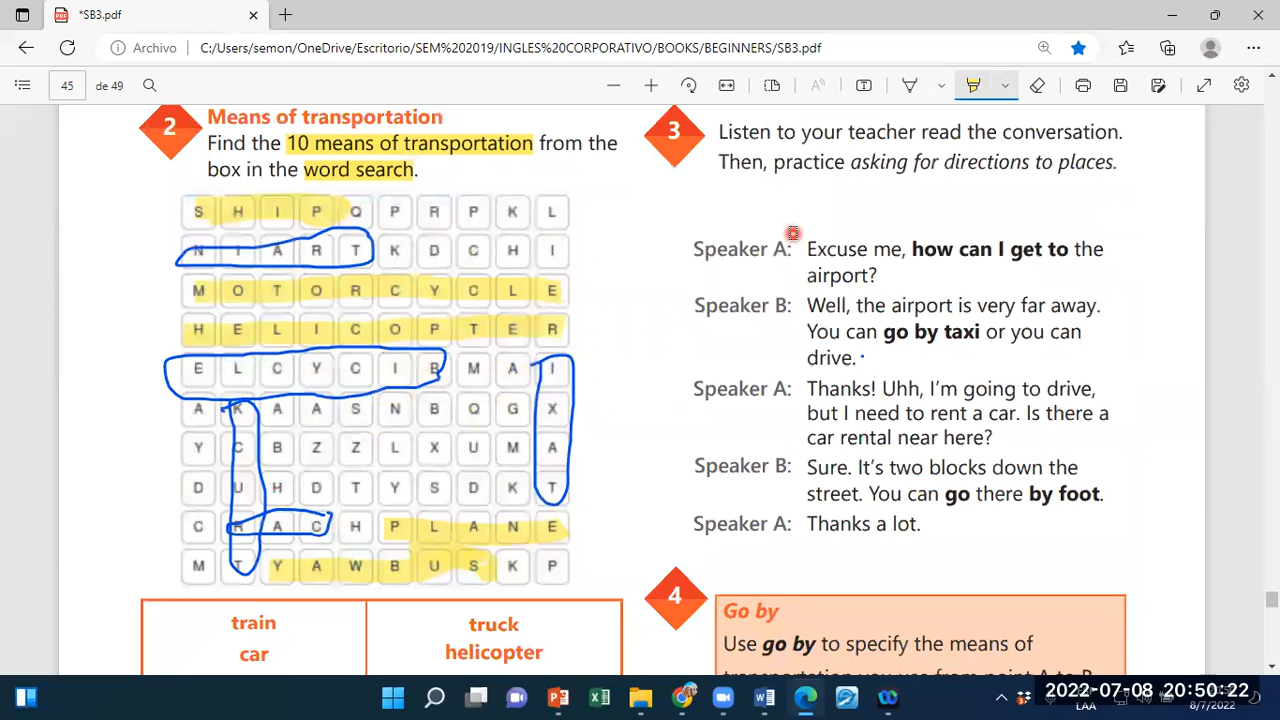 *SB3.pdf
Archivo
C:/Users/semon/OneDrive/Escritorio/SEM%202019/INGLES%20CORPORATIVO/BOOKS/BEGINNERS/SB3.pdf
45 de 49
2 Means of transportation
Find the 10 means of transportation from the
box in the word search.
S H I P Q P R P K L
N I A R T K D C H I
M O T O R C Y C L E
H E L I C O P T E R
E L C Y C I B M A I
A K A A S N B Q G X
Y C B Z Z L X U M A
D U H D T Y S D K T
C R A C H P L A N E
M T Y A W B U S K P
train truck
car helicopter
3 Listen to your teacher read the conversation.
Then, practice asking for directions to places.
Speaker A: Excuse me, how can I get to the
airport?
Speaker B: Well, the airport is very far away.
You can go by taxi or you can
drive.
Speaker A: Thanks! Uhh, I'm going to drive,
but I need to rent a car. Is there a
car rental near here?
Speaker B: Sure. It's two blocks down the
street. You can go there by foot.
Speaker A: Thanks a lot.
4 Go by
Use go by to specify the means of
2022-07-08 20:50:22
LAA 8/7/2022